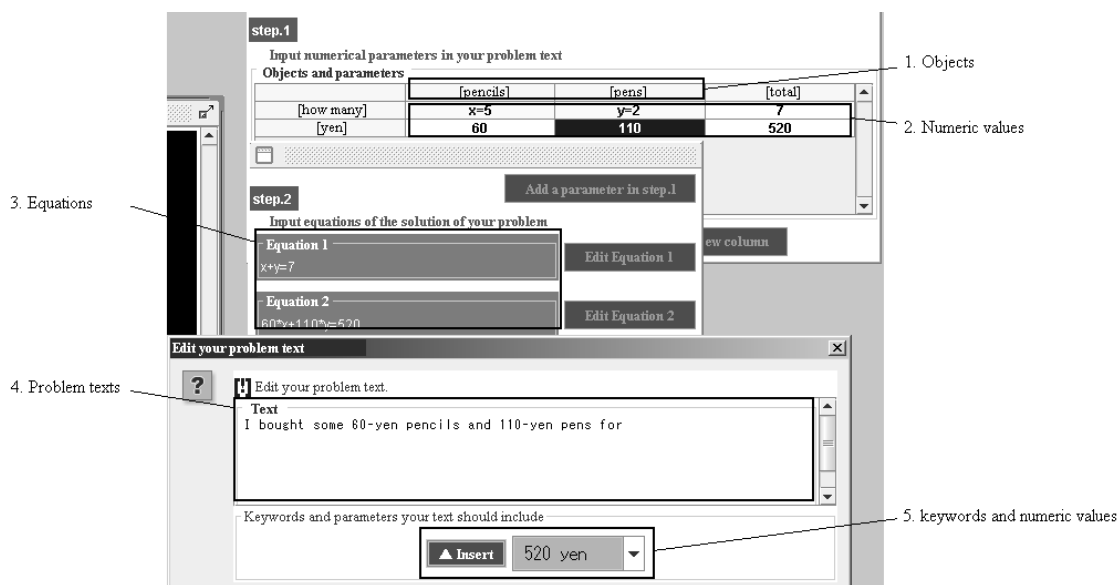 step.1
Input numerical parameters in your problem text
Objects and parameters
[pencils] [pens] [total]
[how many] x=5 y=2 7
[yen] 60 110 520
1. Objects
2. Numeric values
Add a parameter in step.1
step.2
Input equations of the solution of your problem
3. Equations
Equation 1
x+y=7
Edit Equation 1
ew column
Equation 2
60*x+110*y=520
Edit Equation 2
Edit your problem text
4. Problem texts
? [!] Edit your problem text.
Text
I bought some 60-yen pencils and 110-yen pens for
Keywords and parameters your text should include
▲ Insert 520 yen
5. keywords and numeric values